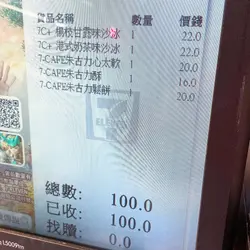 貨品名稱 數量 價錢
7C+ 楊枝甘露味沙冰 1 22.0
7C+ 港式奶茶味沙冰 1 22.0
7-CAFE朱古力心太軟 1 20.0
7-CAFE朱古力酥 1 16.0
7-CAFE朱古力鬆餅 1 20.0
總數: 100.0
已收: 100.0
找贖: 0.0